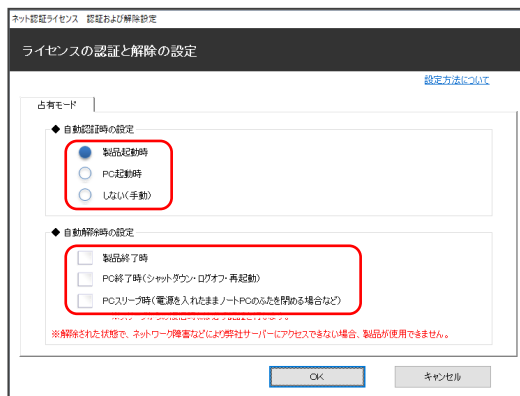 ネット認証ライセンス 認証および解除設定
ライセンスの認証と解除の設定
設定方法について
占有モード
◆ 自動認証時の設定
製品起動時
PC起動時
しない(手動)
◆ 自動解除時の設定
製品終了時
PC終了時(シャットダウン・ログオフ・再起動)
PCスリープ時(電源を入れたままノートPCのふたを閉める場合など)
※解除された状態で、ネットワーク障害などにより弊社サーバーにアクセスできない場合、製品が使用できません。
OK
キャンセル